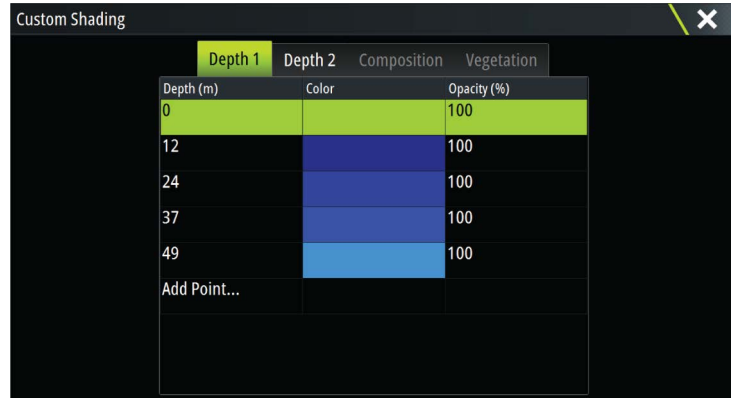 Custom Shading
Depth 1 Depth 2 Composition Vegetation
Depth (m) Color Opacity (%)
0 100
12 100
24 100
37 100
49 100
Add Point...